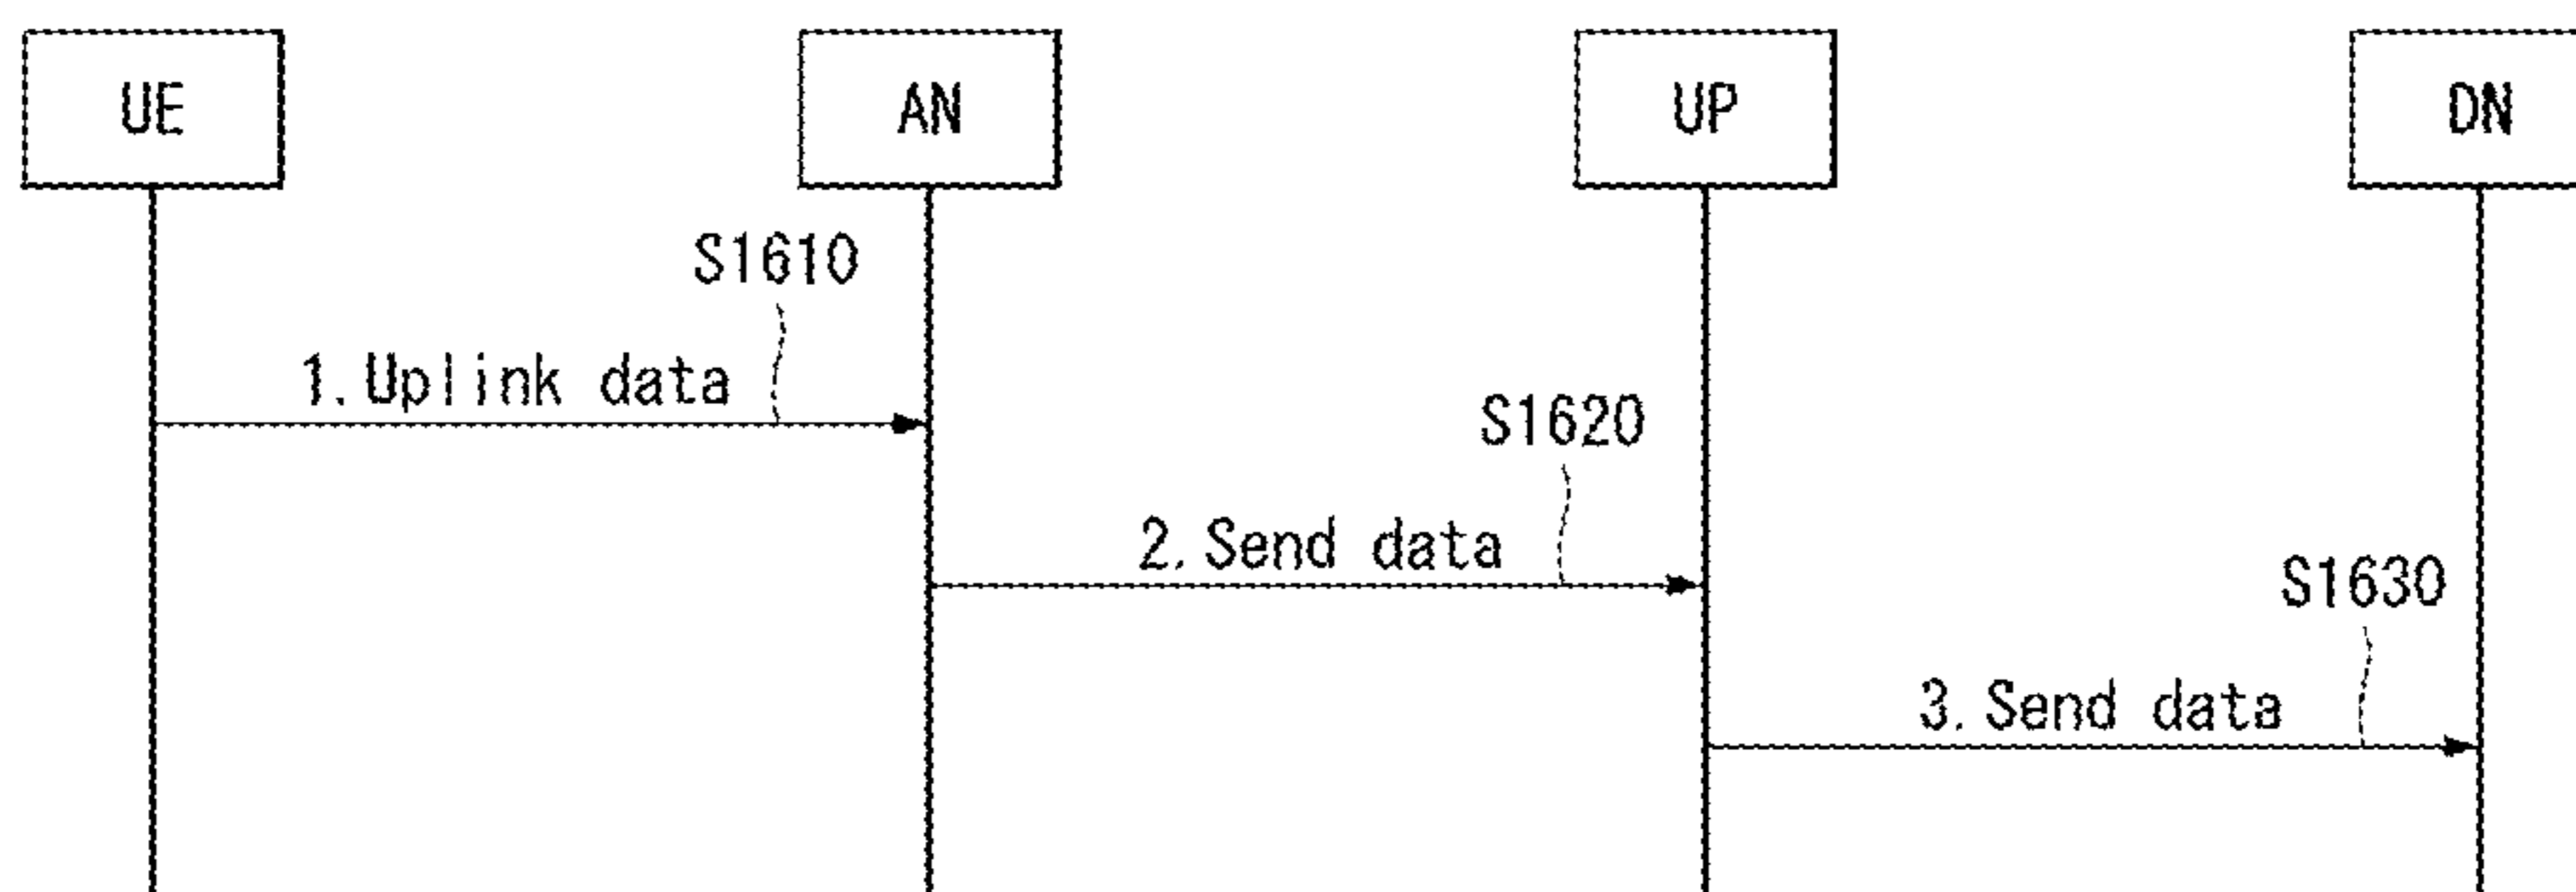 UE
AN
UP
DN
S1610
1. Uplink data
S1620
2. Send data
S1630
3. Send data